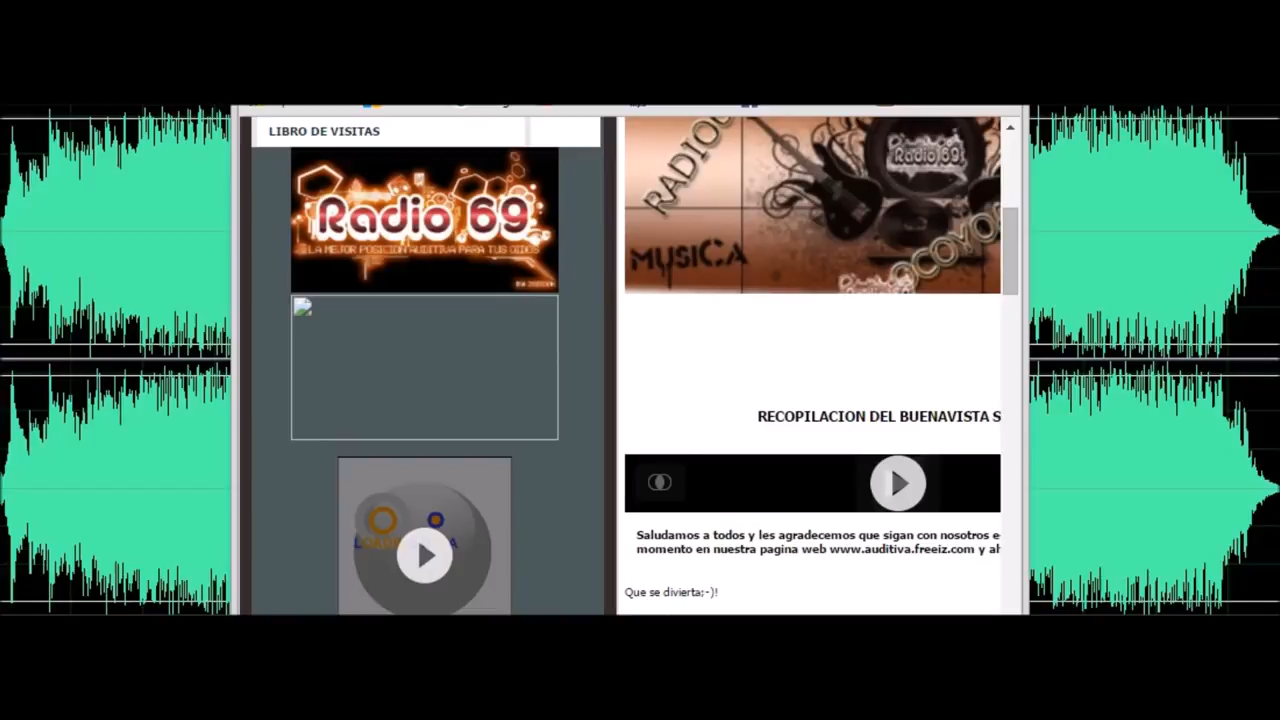 LIBRO DE VISITAS
Radio 69
LA MEJOR POSICION AUDITIVA PARA TUS OIDOS
Radio 69
MUSICA
RECOPILACION DEL BUENAVISTA S
Saludamos a todos y les agradecemos que sigan con nosotros e
momento en nuestra pagina web www.auditiva.freeiz.com y al
Que se divierta;-)!